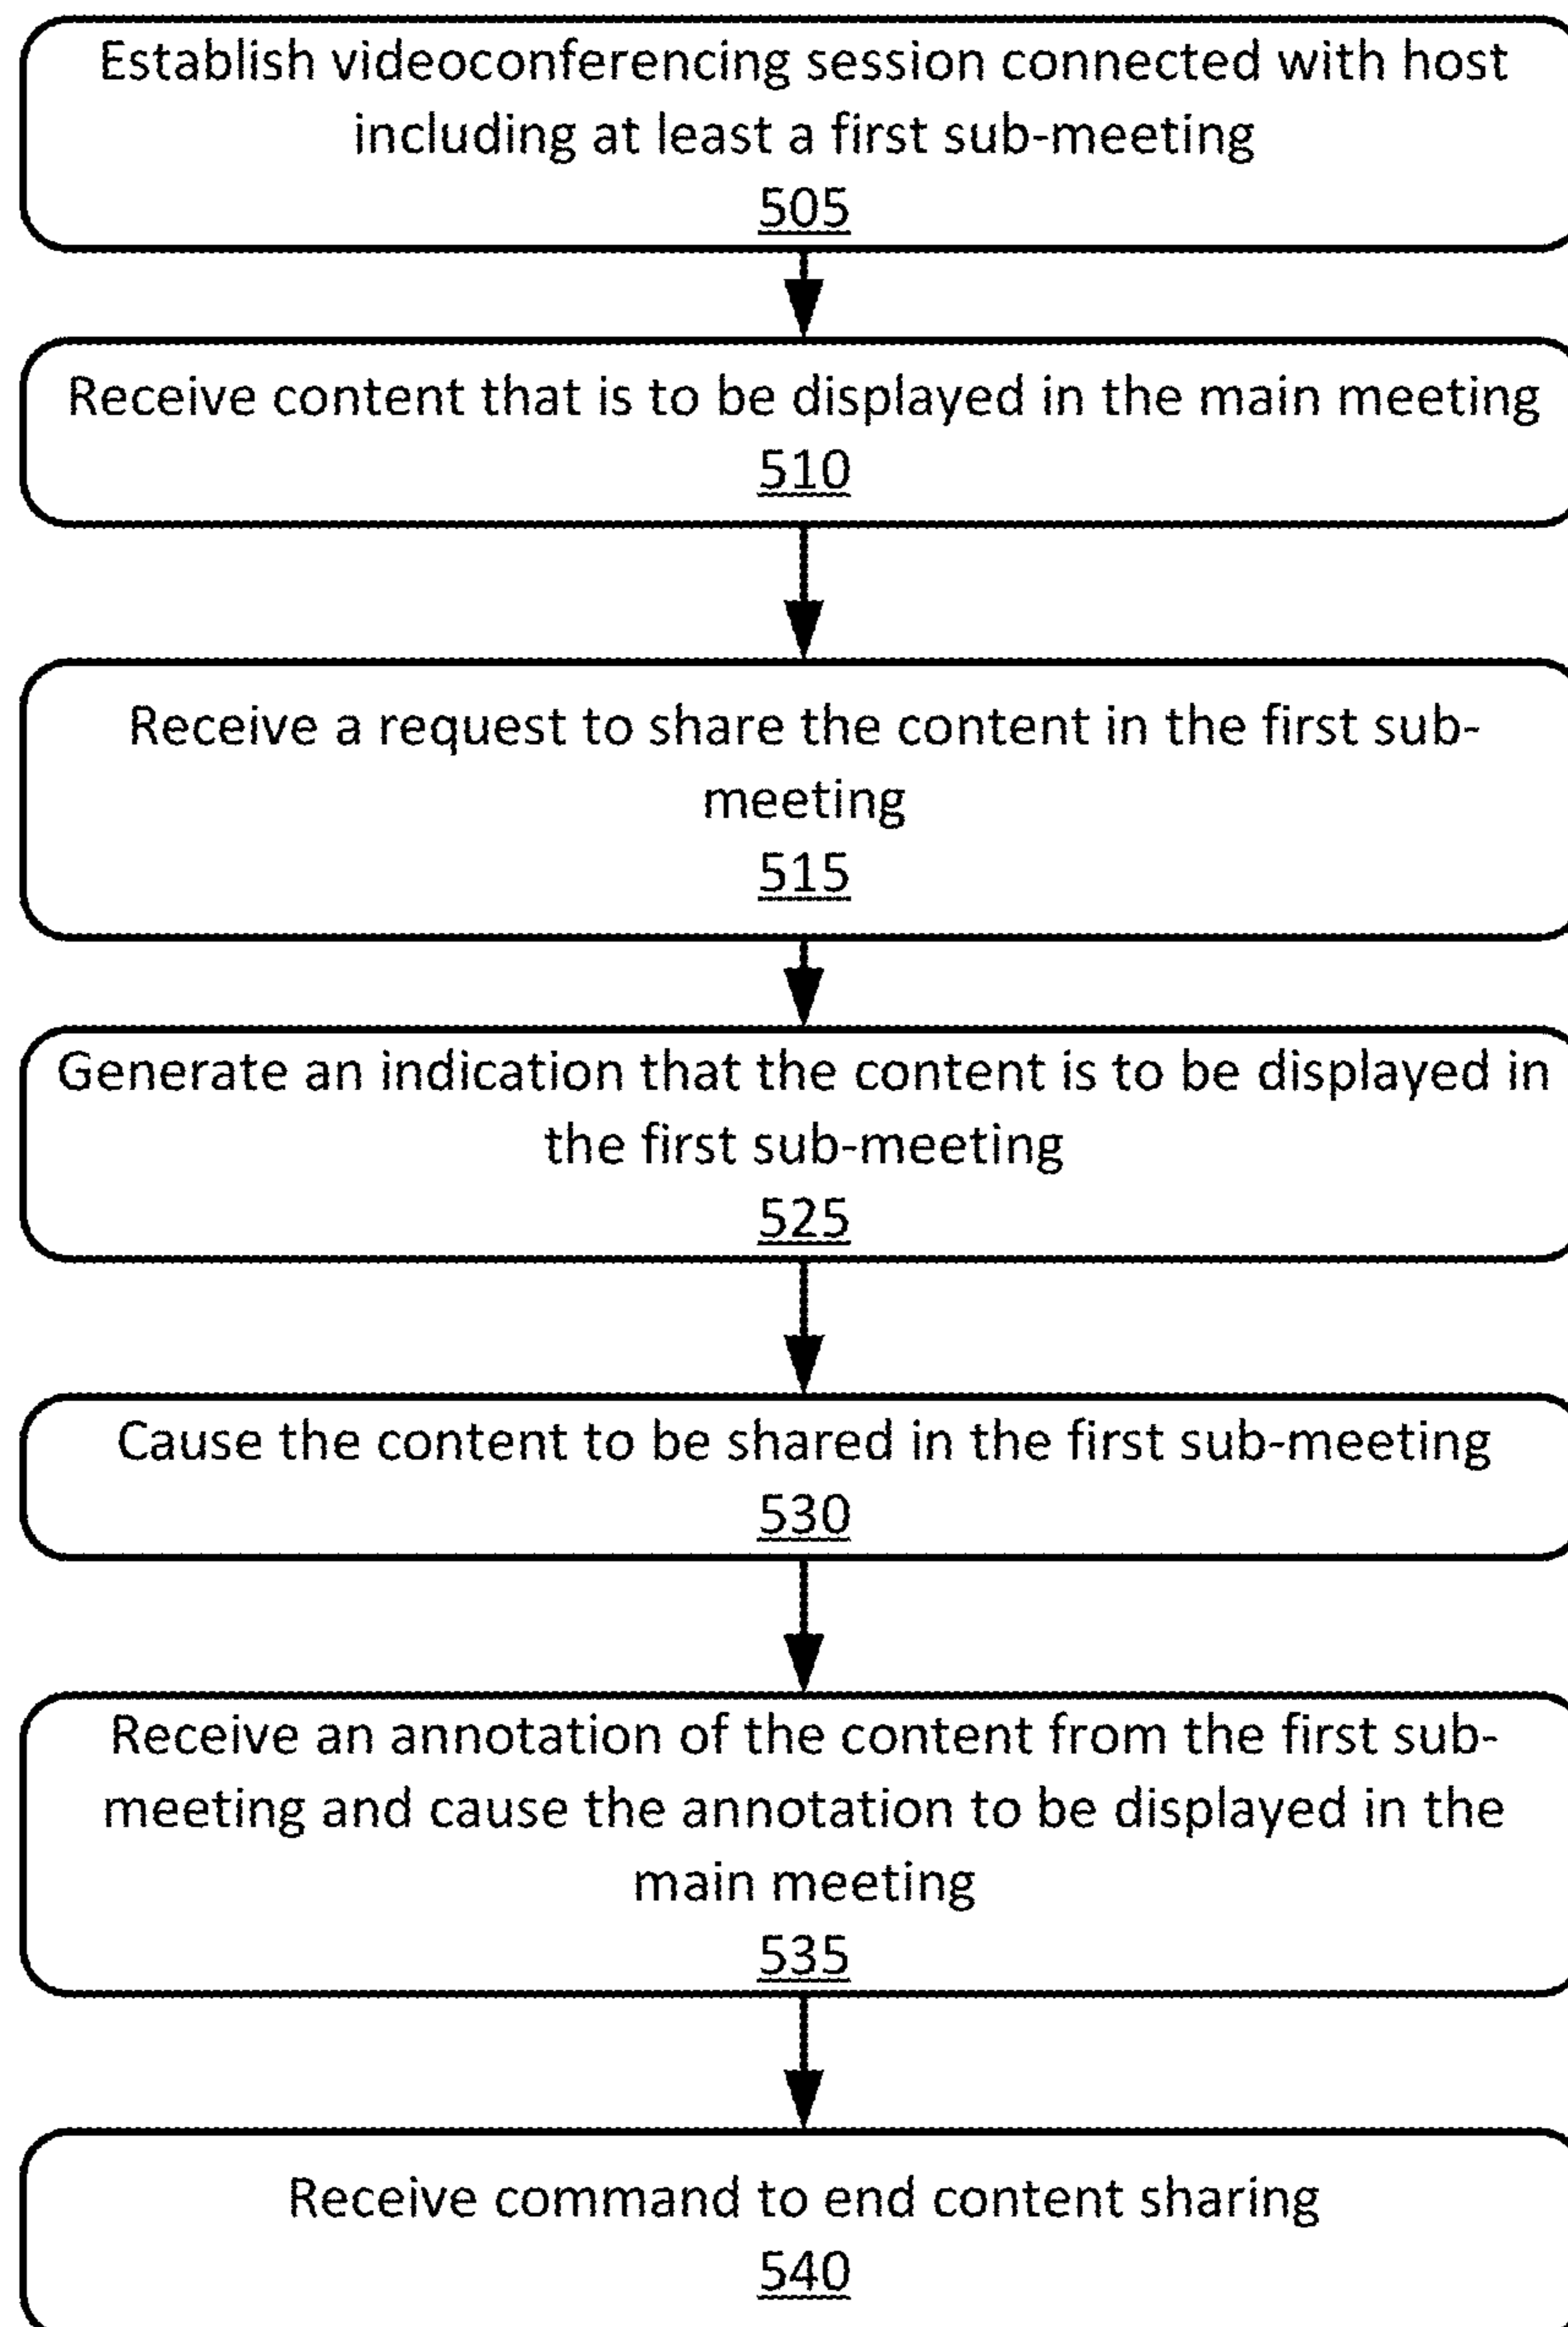 Establish videoconferencing session connected with host
including at least a first sub-meeting
505
Receive content that is to be displayed in the main meeting
510
Receive a request to share the content in the first sub-
meeting
515
Generate an indication that the content is to be displayed in
the first sub-meeting
525
Cause the content to be shared in the first sub-meeting
530
Receive an annotation of the content from the first sub-
meeting and cause the annotation to be displayed in the
main meeting
535
Receive command to end content sharing
540